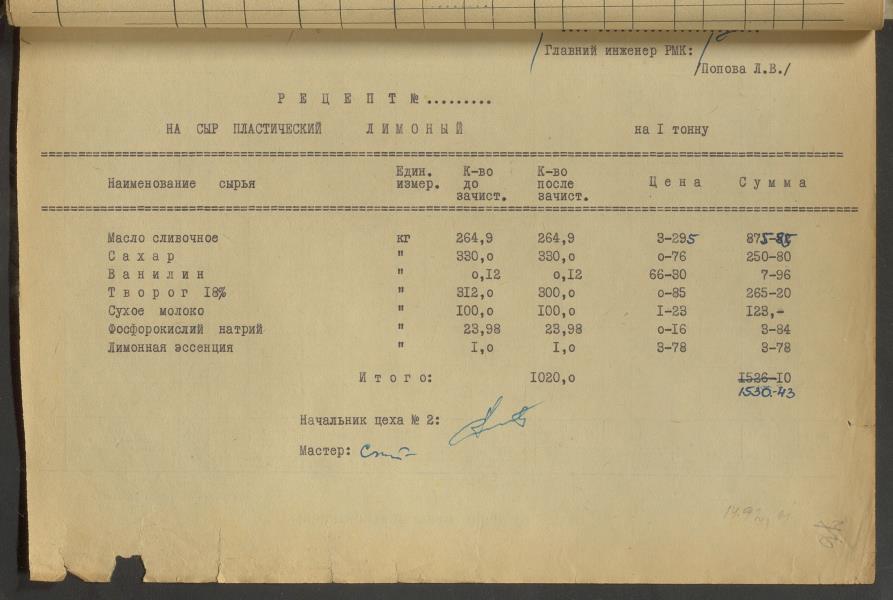 Главний инженер РМК:
/Попова Л.В./
Р Е Ц Е П Т № .........
НА СЫР ПЛАСТИЧЕСКИЙ Л И М О Н Ы Й на I тонну
Наименование сырья Един. измер. К-во до зачист. К-во после зачист. Ц е н а С у м м а
Масло сливочное кг 264,9 264,9 3-295 875-85
С а х а р " 330,о 330,о о-76 250-80
В а н и л и н " о,I2 о,I2 66-30 7-96
Т в о р о г I8% " 312,о 300,о о-85 265-20
Сухое молоко " I00,о I00,о I-23 I23,-
Фосфорокислий натрий " 23,98 23,98 о-I6 3-84
Лимонная эссенция " I,о I,о 3-78 3-78
И т о г о: I020,о I526-I0
1530.-43
Начальник цеха № 2:
Мастер: